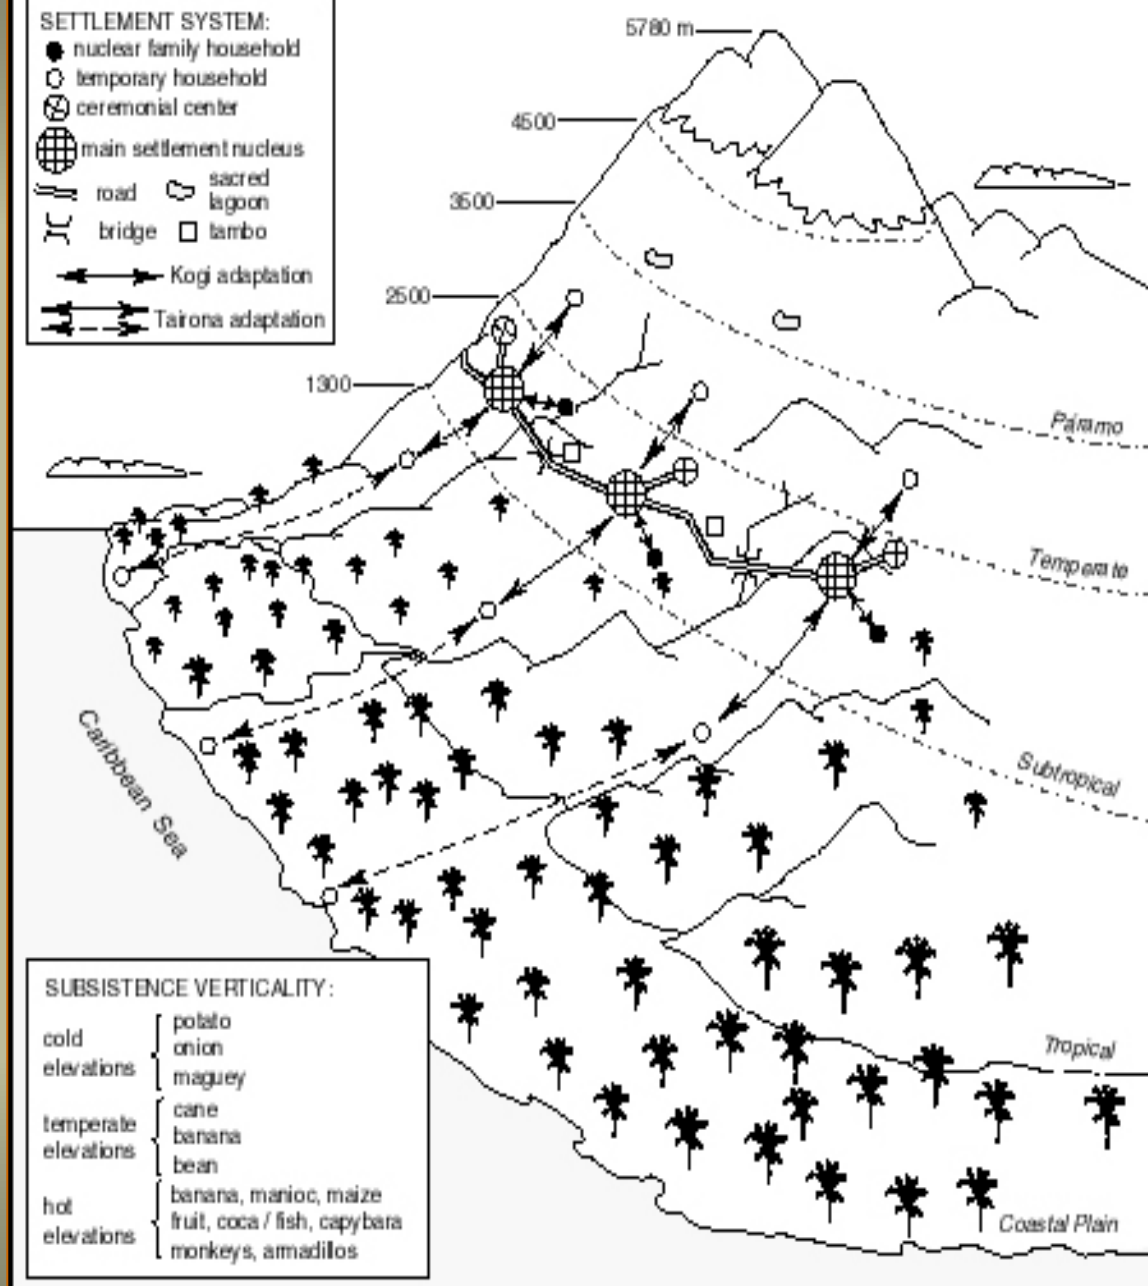 SETTLEMENT SYSTEM:
nuclear family household
temporary household
ceremonial center
main settlement nucleus
road
sacred
lagoon
bridge
tambo
Kogi adaptation
Tairona adaptation
5780 m
4500
3500
2500
1300
Páramo
Temperate
Subtropical
Tropical
Coastal Plain
Caribbean Sea
SUBSISTENCE VERTICALITY:
cold
elevations
potato
onion
maguey
temperate
elevations
cane
banana
bean
hot
elevations
banana, manioc, maize
fruit, coca / fish, capybara
monkeys, armadillos